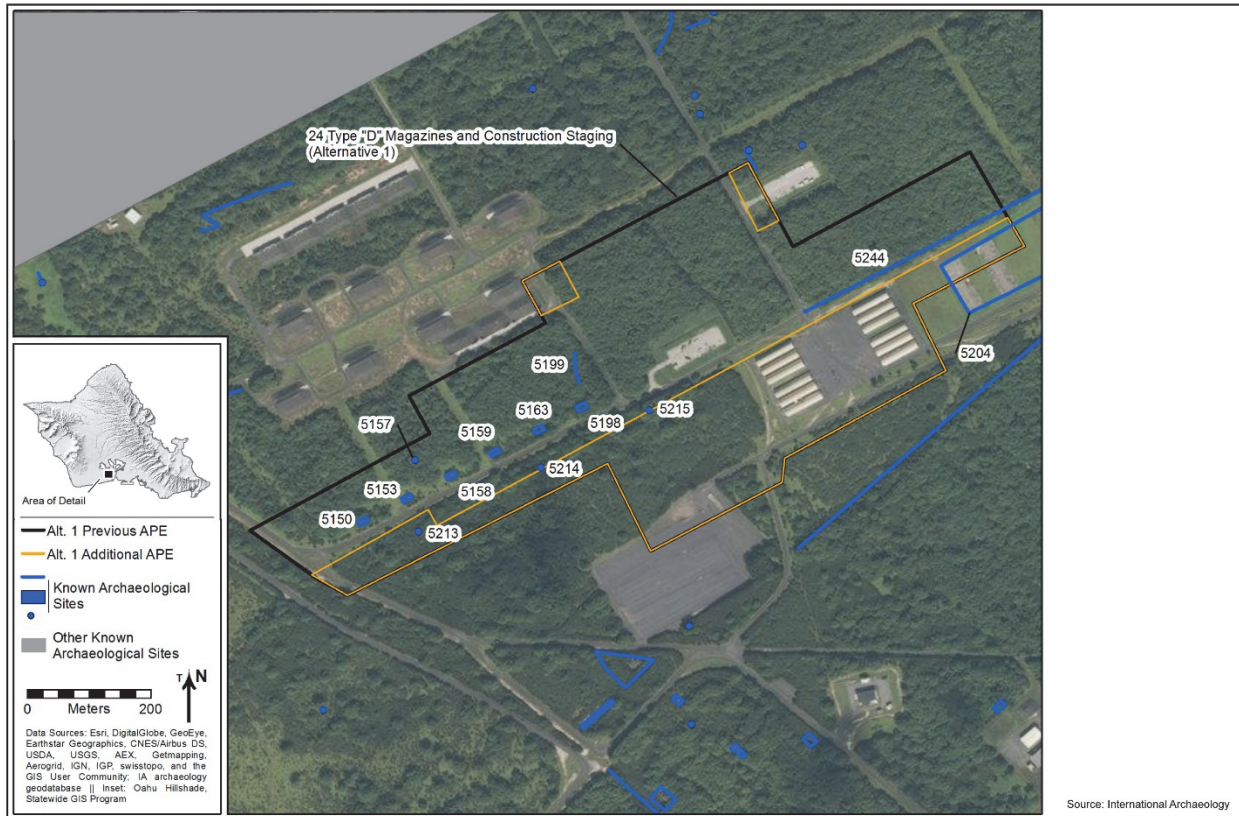 24 Type "D" Magazines and Construction Staging
(Alternative 1)
5244
5204
5199
5163
5198
5215
5157
5159
5214
5153
5158
5150
5213
Area of Detail
Alt. 1 Previous APE
Alt. 1 Additional APE
Known Archaeological
Sites
Other Known
Archaeological Sites
T N
0 Meters 200
Data Sources: Esri, DigitalGlobe, GeoEye,
Earthstar Geographics, CNES/Airbus DS,
USDA, USGS, AEX, Getmapping,
Aerogrid, IGN, IGP, swisstopo, and the
GIS User Community; IA archaeology
geodatabase || Inset: Oahu Hillshade,
Statewide GIS Program
Source: International Archaeology